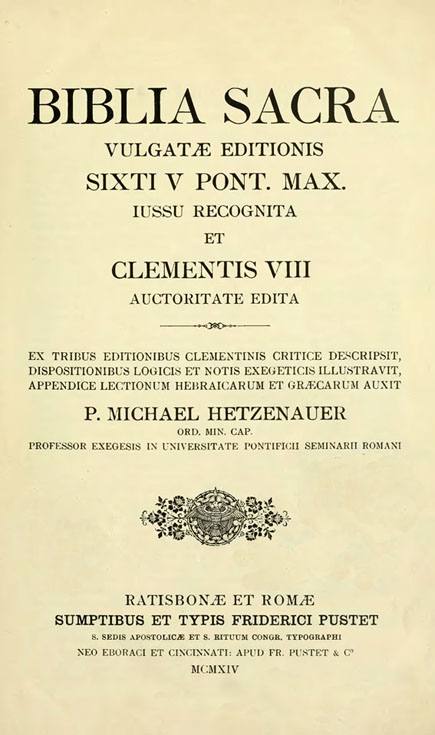 BIBLIA SACRA
VULGATÆ EDITIONIS
SIXTI V PONT. MAX.
IUSSU RECOGNITA
ET
CLEMENTIS VIII
AUCTORITATE EDITA
EX TRIBUS EDITIONIBUS CLEMENTINIS CRITICE DESCRIPSIT,
DISPOSITIONIBUS LOGICIS ET NOTIS EXEGETICIS ILLUSTRAVIT,
APPENDICE LECTIONUM HEBRAICARUM ET GRÆCARUM AUXIT
P. MICHAEL HETZENAUER
ORD. MIN. CAP.
PROFESSOR EXEGESIS IN UNIVERSITATE PONTIFICII SEMINARII ROMANI
RATISBONÆ ET ROMÆ
SUMPTIBUS ET TYPIS FRIDERICI PUSTET
S. SEDIS APOSTOLICÆ ET S. RITUUM CONGR. TYPOGRAPHI
NEO EBORACI ET CINCINNATI: APUD FR. PUSTET & Cº
MCMXIV